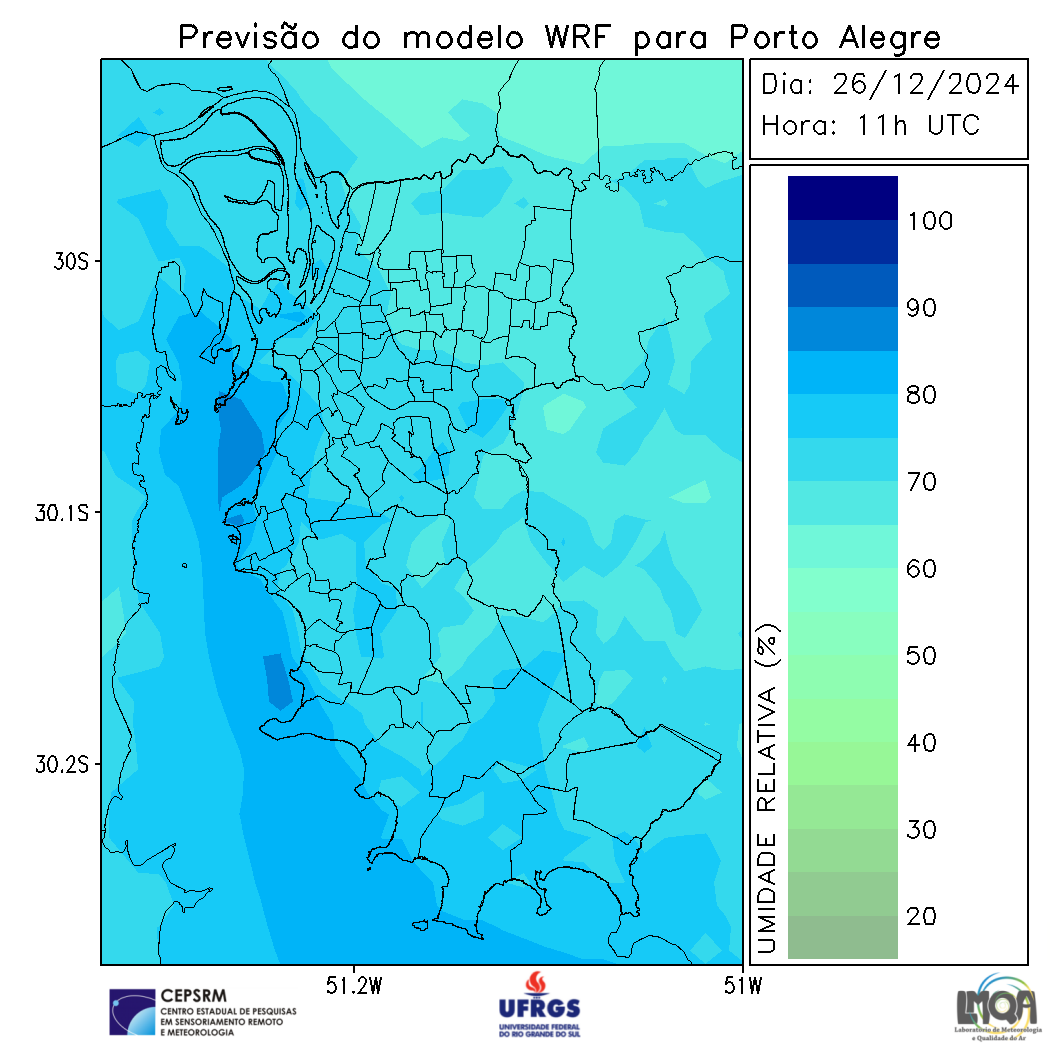 Previsão do modelo WRF para Porto Alegre
Dia: 26/12/2024
Hora: 11h UTC
30S
30.1S
30.2S
51.2W
51W
100
90
80
70
60
50
40
30
20
UMIDADE RELATIVA (%)
CEPSRM
CENTRO ESTADUAL DE PESQUISAS
EM SENSORIAMENTO REMOTO
E METEOROLOGIA
UFRGS
UNIVERSIDADE FEDERAL
DO RIO GRANDE DO SUL
LMQA
Laboratório de Meteorologia
e Qualidade do Ar